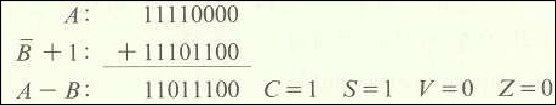 A: 11110000
B̅ + 1: + 11101100
A − B: 11011100 C = 1 S = 1 V = 0 Z = 0